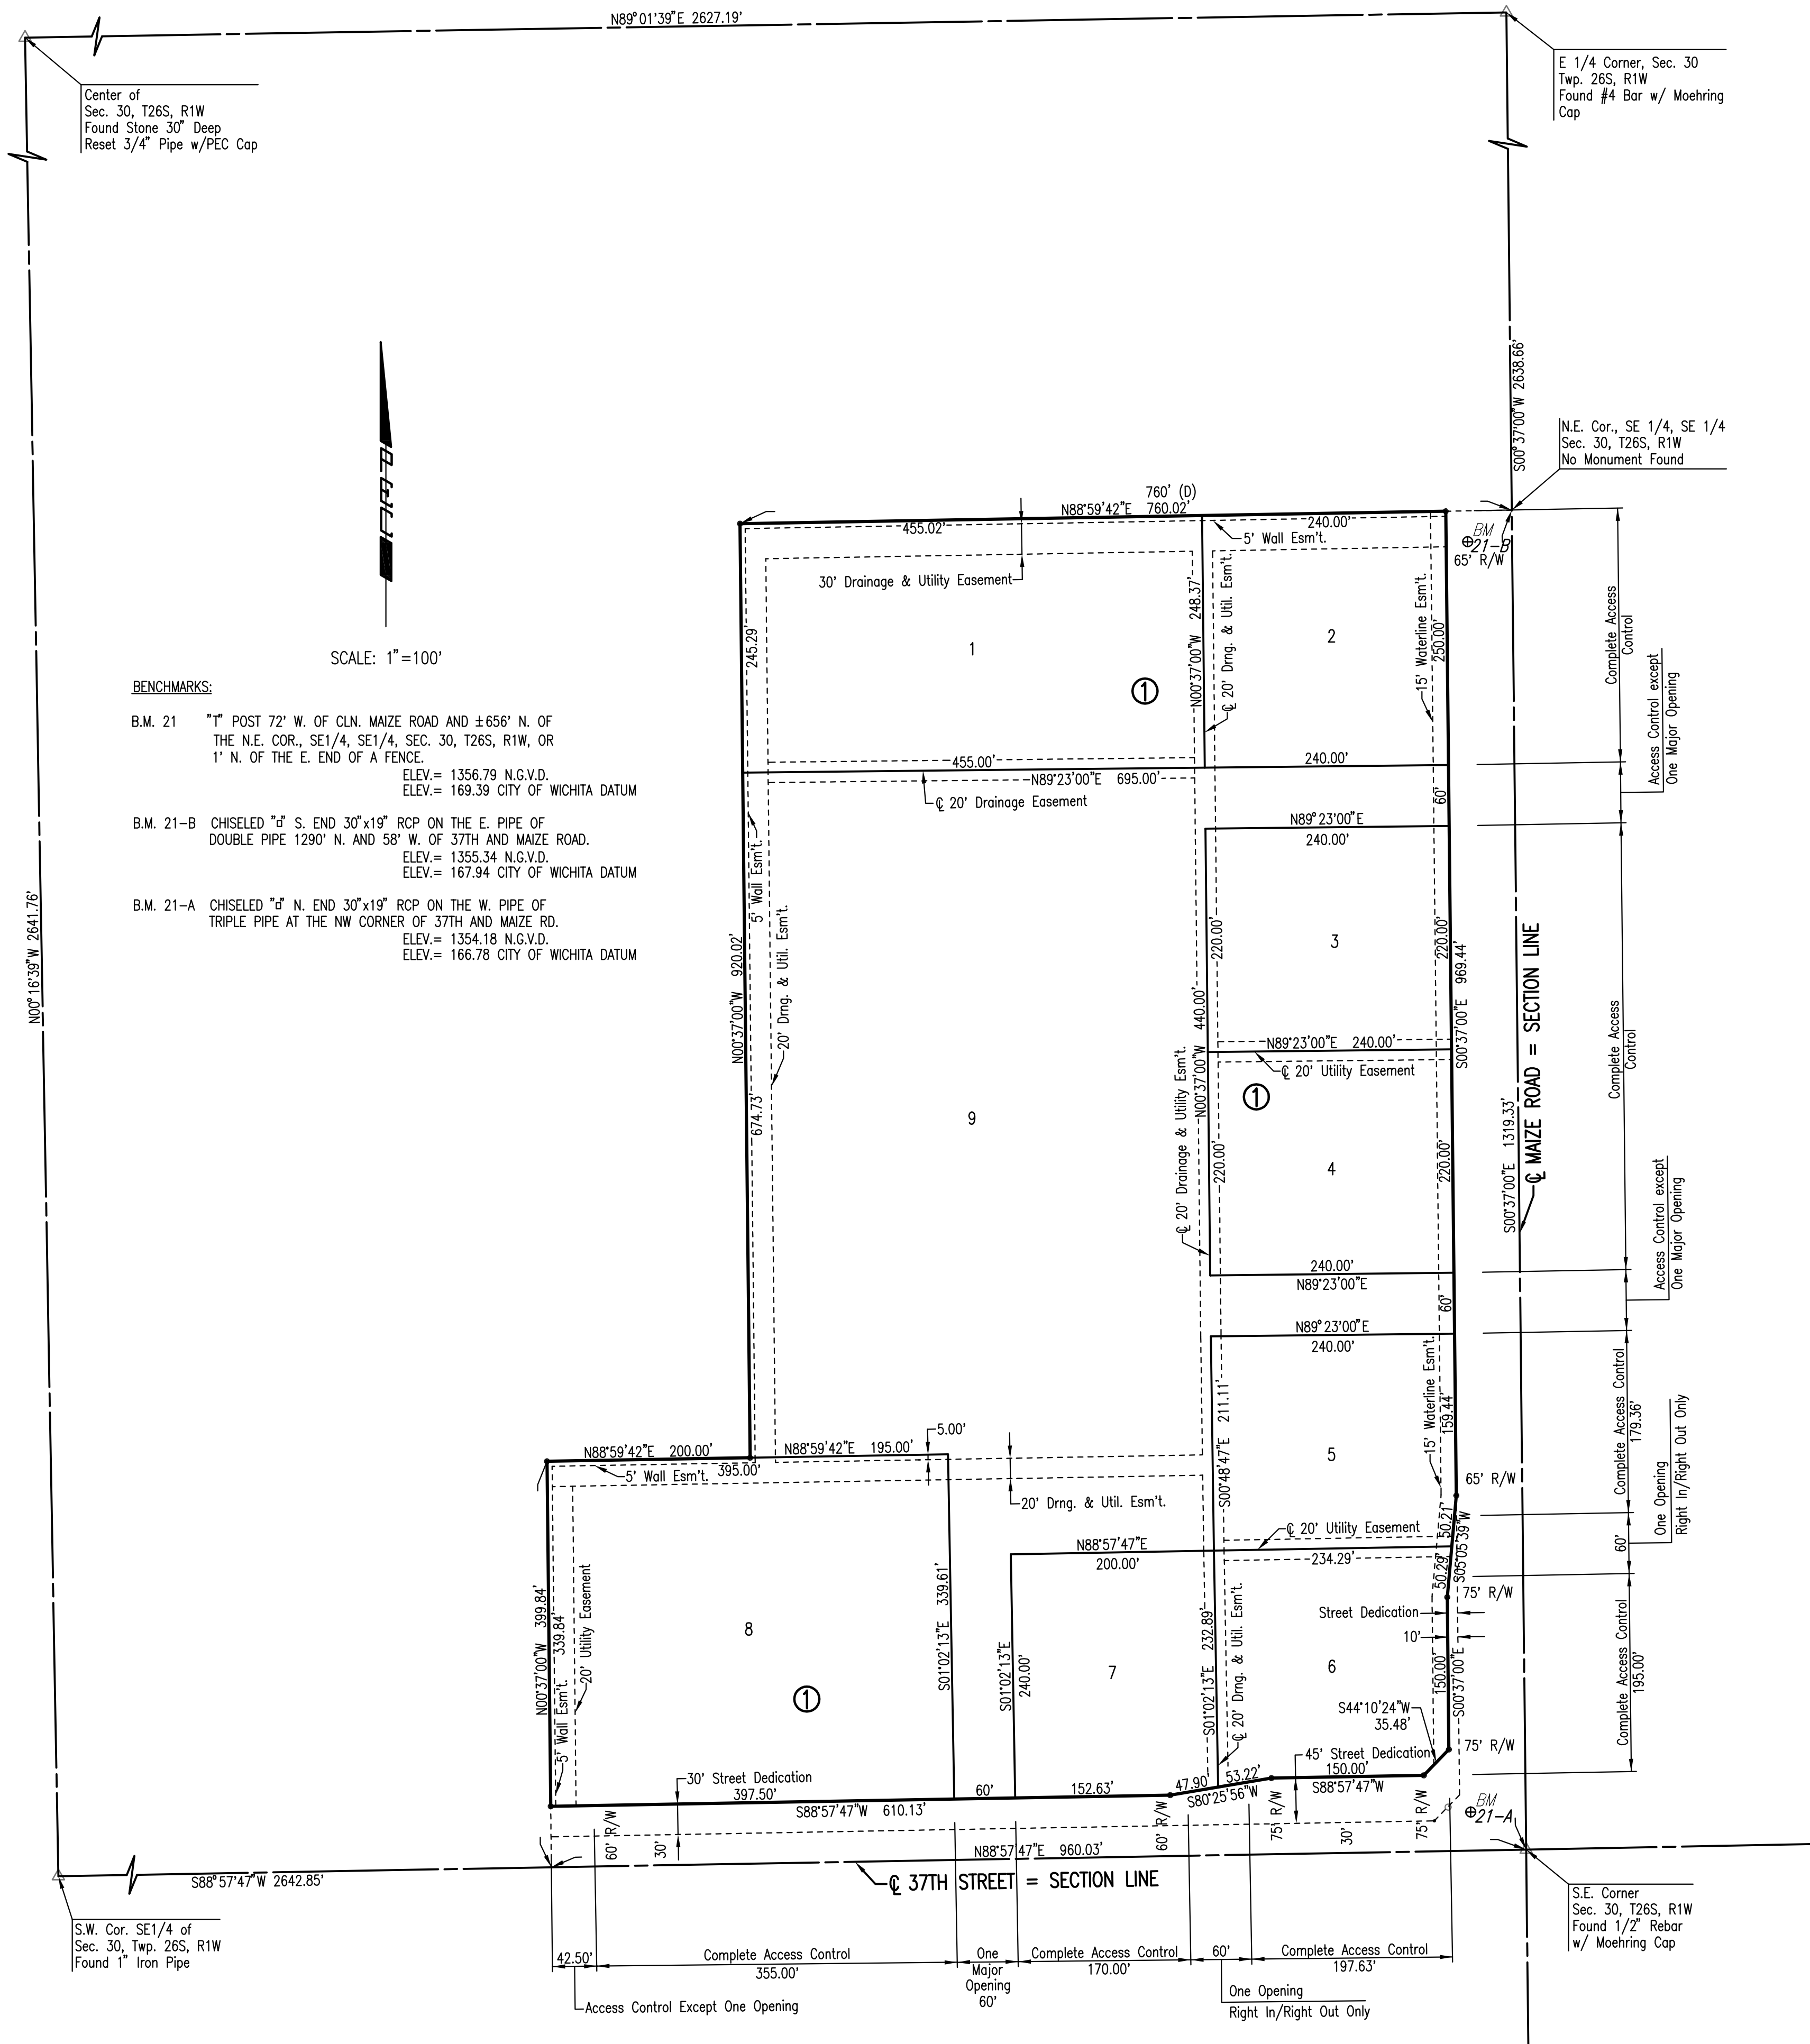 N89°01'39"E 2627.19'
Center of
Sec. 30, T26S, R1W
Found Stone 30" Deep
Reset 3/4" Pipe w/PEC Cap
E 1/4 Corner, Sec. 30
Twp. 26S, R1W
Found #4 Bar w/ Moehring
Cap
S00°37'00"W 2638.66'
N.E. Cor., SE 1/4, SE 1/4
Sec. 30, T26S, R1W
No Monument Found
SCALE: 1"=100'
BENCHMARKS:
B.M. 21 "T" POST 72' W. OF CLN. MAIZE ROAD AND ±656' N. OF
THE N.E. COR., SE1/4, SE1/4, SEC. 30, T26S, R1W, OR
1' N. OF THE E. END OF A FENCE.
ELEV.= 1356.79 N.G.V.D.
ELEV.= 169.39 CITY OF WICHITA DATUM
B.M. 21-B CHISELED "□" S. END 30"x19" RCP ON THE E. PIPE OF
DOUBLE PIPE 1290' N. AND 58' W. OF 37TH AND MAIZE ROAD.
ELEV.= 1355.34 N.G.V.D.
ELEV.= 167.94 CITY OF WICHITA DATUM
B.M. 21-A CHISELED "□" N. END 30"x19" RCP ON THE W. PIPE OF
TRIPLE PIPE AT THE NW CORNER OF 37TH AND MAIZE RD.
ELEV.= 1354.18 N.G.V.D.
ELEV.= 166.78 CITY OF WICHITA DATUM
N00°16'39"W 2641.76'
760' (D)
N88°59'42"E 760.02'
455.02'
240.00'
5' Wall Esm't.
BM
21-B
65' R/W
30' Drainage & Utility Easement
245.29'
1
1
N00°37'00"W 248.37'
℄ 20' Drng. & Util. Esm't.
2
15' Waterline Esm't.
250.00'
Complete Access
Control
Access Control except
One Major Opening
455.00'
N89°23'00"E 695.00'
240.00'
℄ 20' Drainage Easement
60'
N89°23'00"E
240.00'
5' Wall Esm't.
20' Drng. & Util. Esm't.
N00°37'00"W 920.02'
674.73'
9
220.00'
3
220.00'
S00°37'00"E 969.44'
N00°37'00"W 440.00'
N89°23'00"E 240.00'
℄ 20' Utility Easement
1
℄ 20' Drainage & Utility Esm't.
220.00'
4
220.00'
S00°37'00"E 1319.33'
℄ MAIZE ROAD = SECTION LINE
Complete Access
Control
Access Control except
One Major Opening
240.00'
N89°23'00"E
60'
N89°23'00"E
240.00'
S00°48'47"E 211.11'
5
15' Waterline Esm't.
159.44'
65' R/W
Complete Access Control
179.36'
One Opening
Right In/Right Out Only
60'
N88°59'42"E 200.00'
N88°59'42"E 195.00'
5.00'
5' Wall Esm't.
395.00'
20' Drng. & Util. Esm't.
℄ 20' Utility Easement
N88°57'47"E
200.00'
234.29'
50.21'
S05°05'39"W
50.29'
75' R/W
Street Dedication
10'
N00°37'00"W 399.84'
339.84'
5' Wall Esm't.
20' Utility Easement
8
1
S01°02'13"E 339.61'
S01°02'13"E
240.00'
7
S01°02'13"E 232.89'
℄ 20' Drng. & Util. Esm't.
6
150.00'
S00°37'00"E
S44°10'24"W
35.48'
75' R/W
Complete Access Control
195.00'
45' Street Dedication
150.00'
S88°57'47"W
30' Street Dedication
397.50'
S88°57'47"W 610.13'
60'
152.63'
47.90'
53.22'
S80°25'56"W
60' R/W
30'
60' R/W
75' R/W
30'
75' R/W
BM
21-A
N88°57'47"E 960.03'
S88°57'47"W 2642.85'
℄ 37TH STREET = SECTION LINE
S.W. Cor. SE1/4 of
Sec. 30, Twp. 26S, R1W
Found 1" Iron Pipe
S.E. Corner
Sec. 30, T26S, R1W
Found 1/2" Rebar
w/ Moehring Cap
42.50'
Complete Access Control
355.00'
One
Major
Opening
60'
Complete Access Control
170.00'
60'
Complete Access Control
197.63'
Access Control Except One Opening
One Opening
Right In/Right Out Only